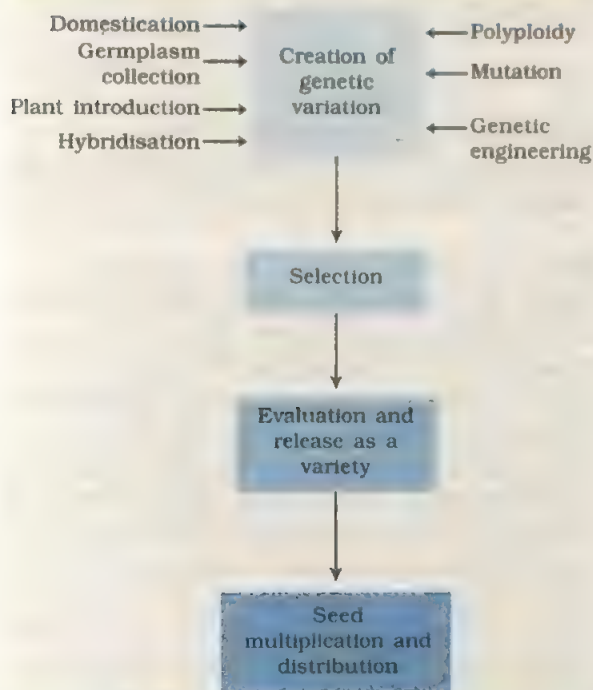 Domestication
Germplasm
collection
Plant introduction
Hybridisation
Creation of
genetic
variation
Polyploidy
Mutation
Genetic
engineering
Selection
Evaluation and
release as a
variety
Seed
multiplication and
distribution